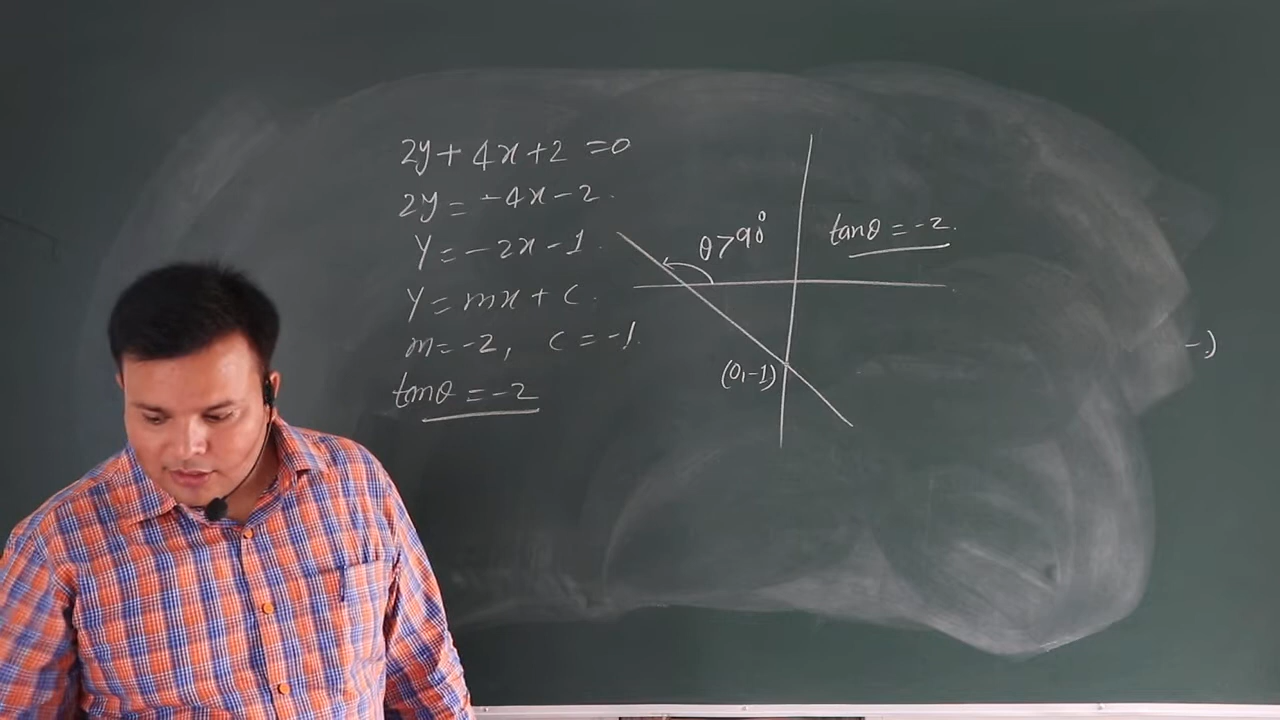 2y + 4x + 2 = 0
2y = -4x - 2.
y = -2x - 1.
y = mx + c.
m = -2, c = -1.
tanθ = -2
θ > 90°
tanθ = -2.
(0, -1)
-)